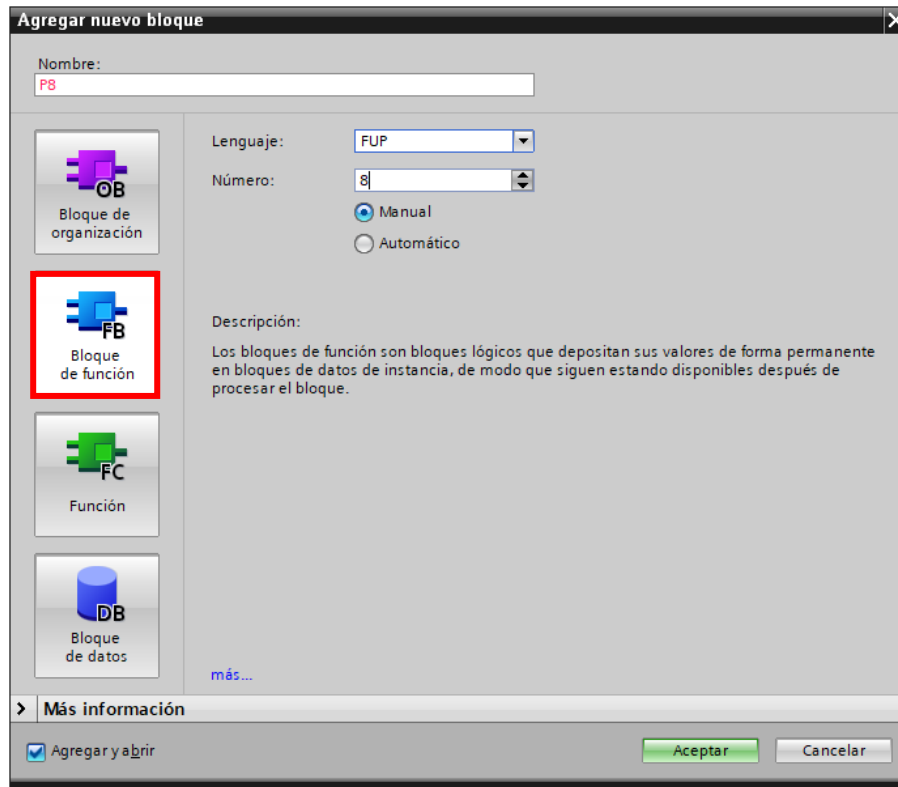 Agregar nuevo bloque
Nombre:
P8
OB
Bloque de
organización
FB
Bloque
de función
FC
Función
DB
Bloque
de datos
Lenguaje:
FUP
Número:
8
Manual
Automático
Descripción:
Los bloques de función son bloques lógicos que depositan sus valores de forma permanente
en bloques de datos de instancia, de modo que siguen estando disponibles después de
procesar el bloque.
más...
Más información
Agregar y abrir
Aceptar
Cancelar